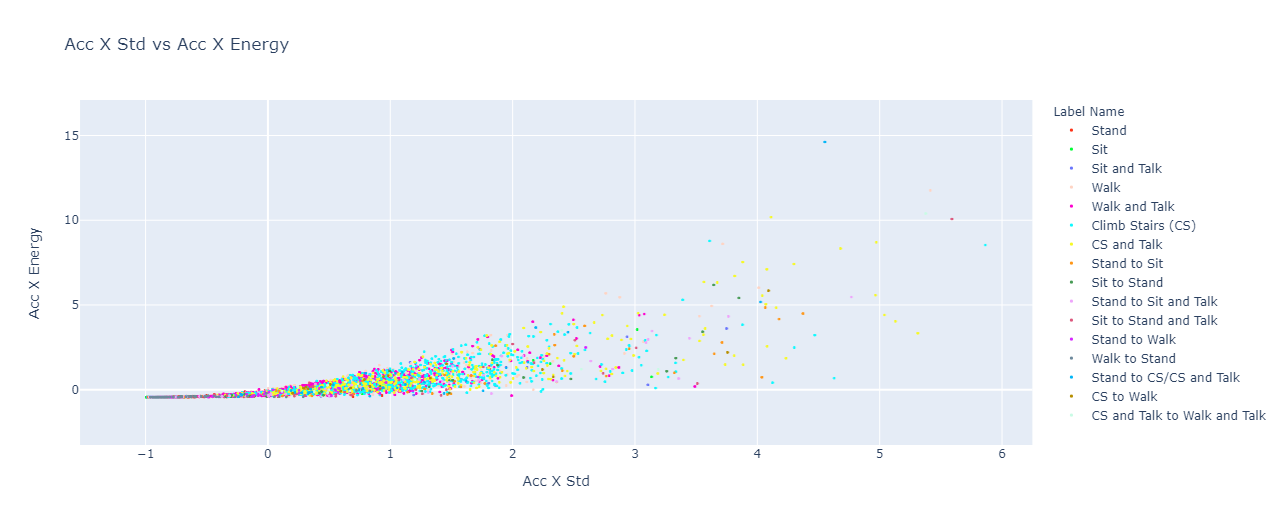 Acc X Std vs Acc X Energy
Acc X Energy
15
10
5
0
−1
0
1
2
3
4
5
6
Acc X Std
Label Name
Stand
Sit
Sit and Talk
Walk
Walk and Talk
Climb Stairs (CS)
CS and Talk
Stand to Sit
Sit to Stand
Stand to Sit and Talk
Sit to Stand and Talk
Stand to Walk
Walk to Stand
Stand to CS/CS and Talk
CS to Walk
CS and Talk to Walk and Talk